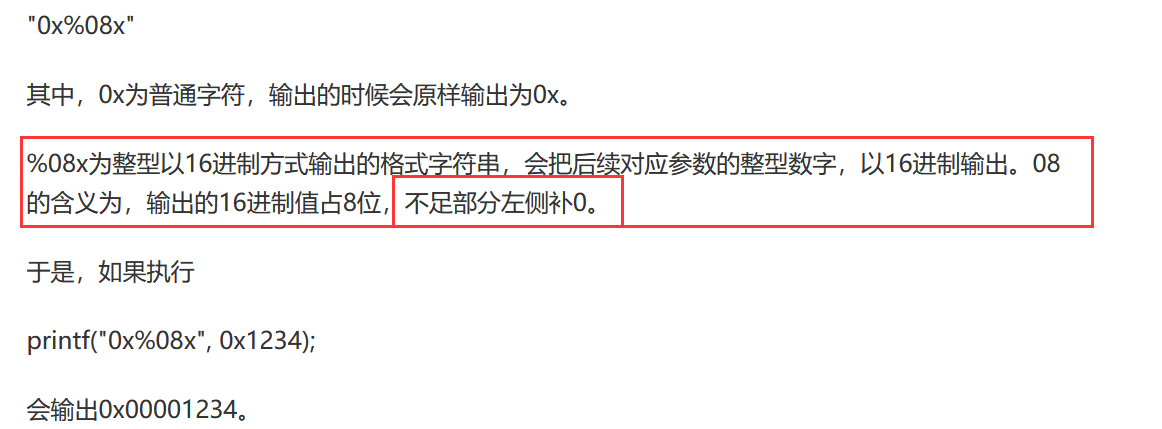 "0x%08x"
其中，0x为普通字符，输出的时候会原样输出为0x。
%08x为整型以16进制方式输出的格式字符串，会把后续对应参数的整型数字，以16进制输出。08
的含义为，输出的16进制值占8位，不足部分左侧补0。
于是，如果执行
printf("0x%08x", 0x1234);
会输出0x00001234。